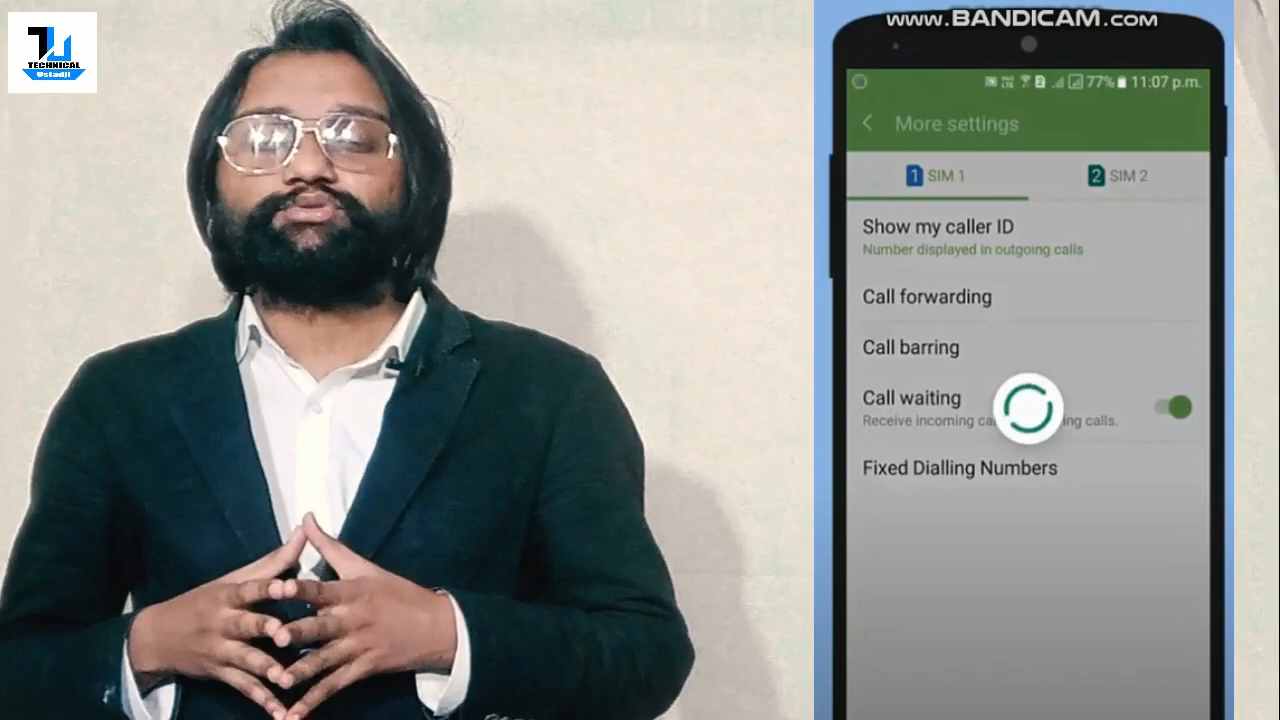 TU
TECHNICAL
Ustadji
www.BANDICAM.com
77% 11:07 p.m.
More settings
1 SIM 1
2 SIM 2
Show my caller ID
Number displayed in outgoing calls
Call forwarding
Call barring
Call waiting
Receive incoming ing calls.
Fixed Dialling Numbers